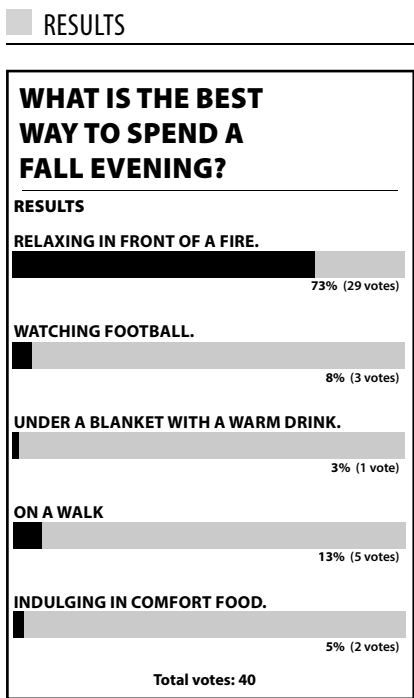 RESULTS
WHAT IS THE BEST
WAY TO SPEND A
FALL EVENING?
RESULTS
RELAXING IN FRONT OF A FIRE.
73% (29 votes)
WATCHING FOOTBALL.
8% (3 votes)
UNDER A BLANKET WITH A WARM DRINK.
3% (1 vote)
ON A WALK
13% (5 votes)
INDULGING IN COMFORT FOOD.
5% (2 votes)
Total votes: 40